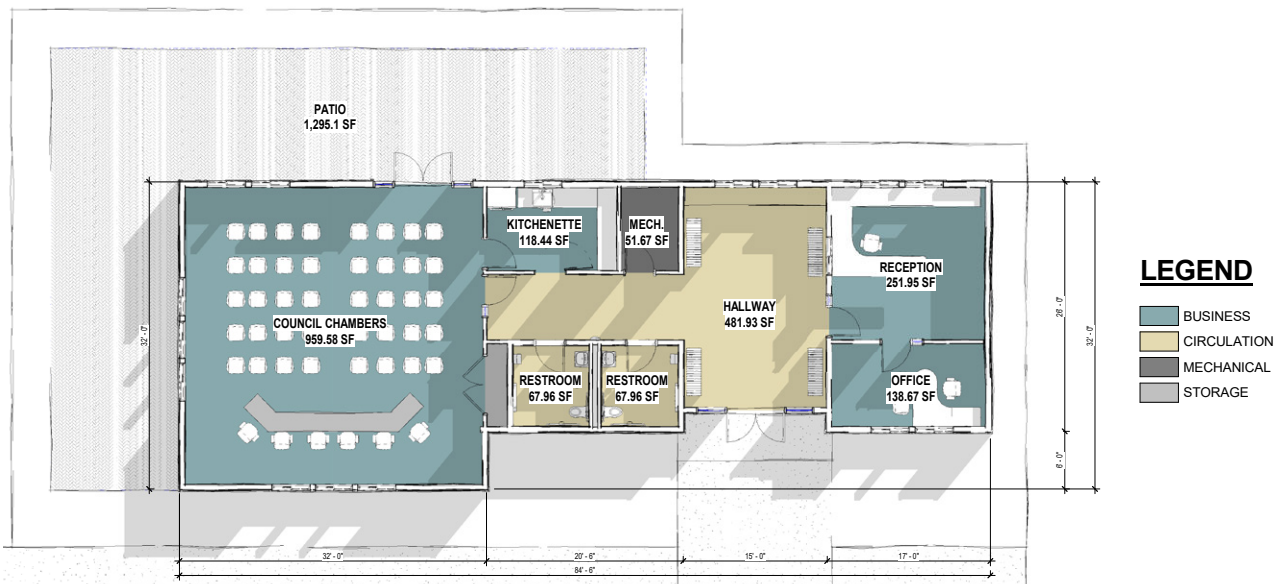 PATIO
1,295.1 SF
KITCHENETTE
118.44 SF
MECH.
51.67 SF
RECEPTION
251.95 SF
HALLWAY
481.93 SF
COUNCIL CHAMBERS
959.58 SF
RESTROOM
67.96 SF
RESTROOM
67.96 SF
OFFICE
138.67 SF
32' - 0"
26' - 0"
32' - 0"
6' - 0"
32' - 0"
20' - 6"
15' - 0"
17' - 0"
84' - 6"
LEGEND
BUSINESS
CIRCULATION
MECHANICAL
STORAGE